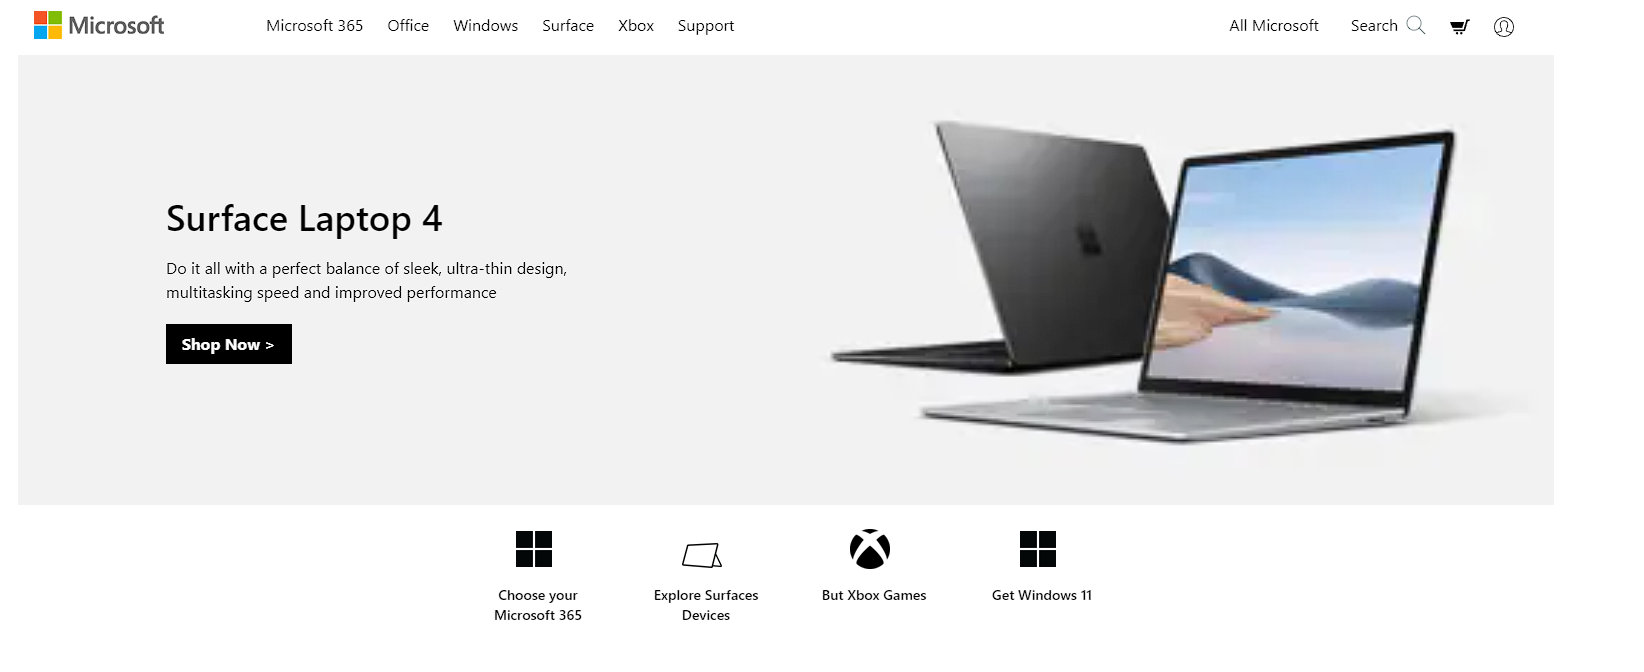 Microsoft
Microsoft 365 Office Windows Surface Xbox Support
All Microsoft Search
Surface Laptop 4
Do it all with a perfect balance of sleek, ultra-thin design,
multitasking speed and improved performance
Shop Now >
Choose your
Microsoft 365
Explore Surfaces
Devices
But Xbox Games
Get Windows 11